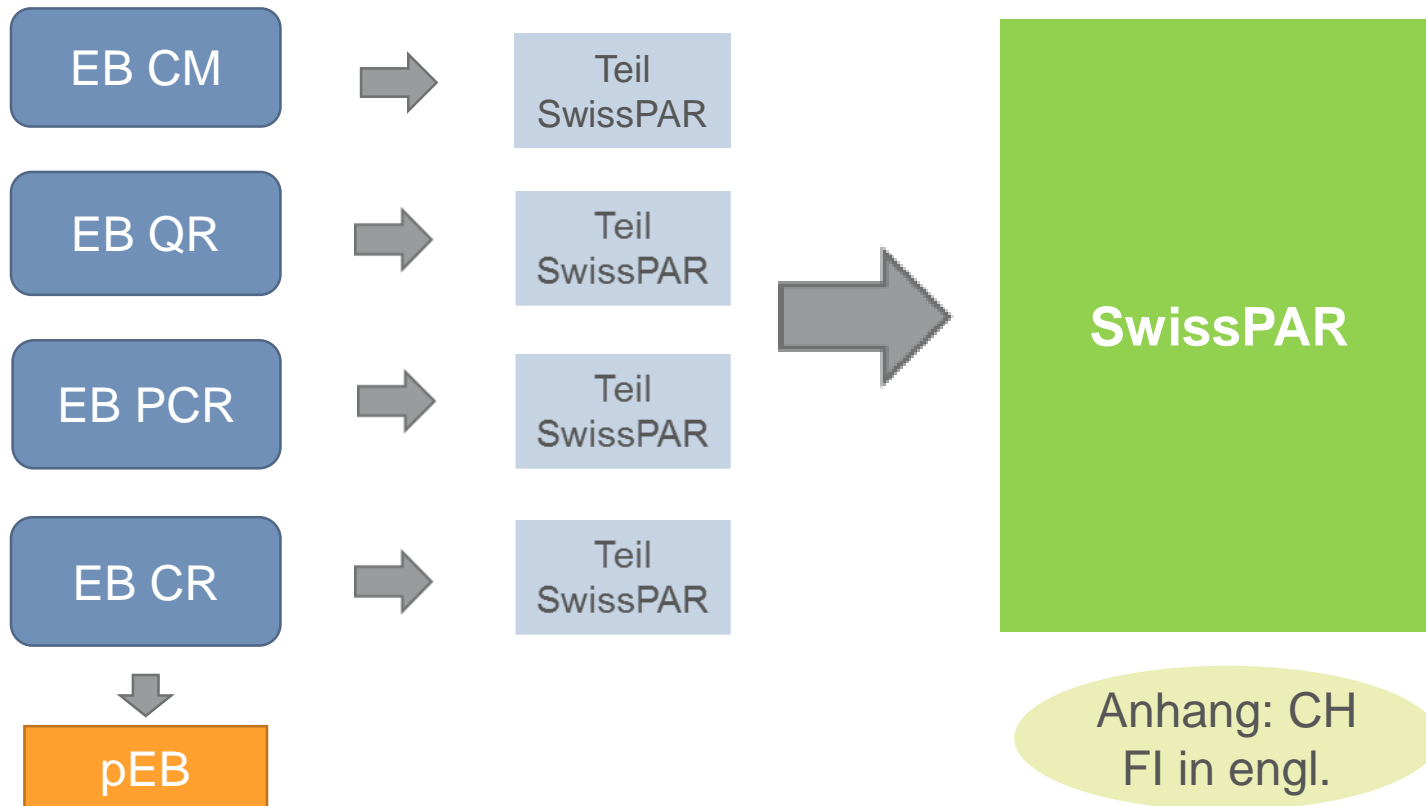 EB CM
Teil
SwissPAR
EB QR
Teil
SwissPAR
EB PCR
Teil
SwissPAR
EB CR
Teil
SwissPAR
pEB
SwissPAR
Anhang: CH
FI in engl.